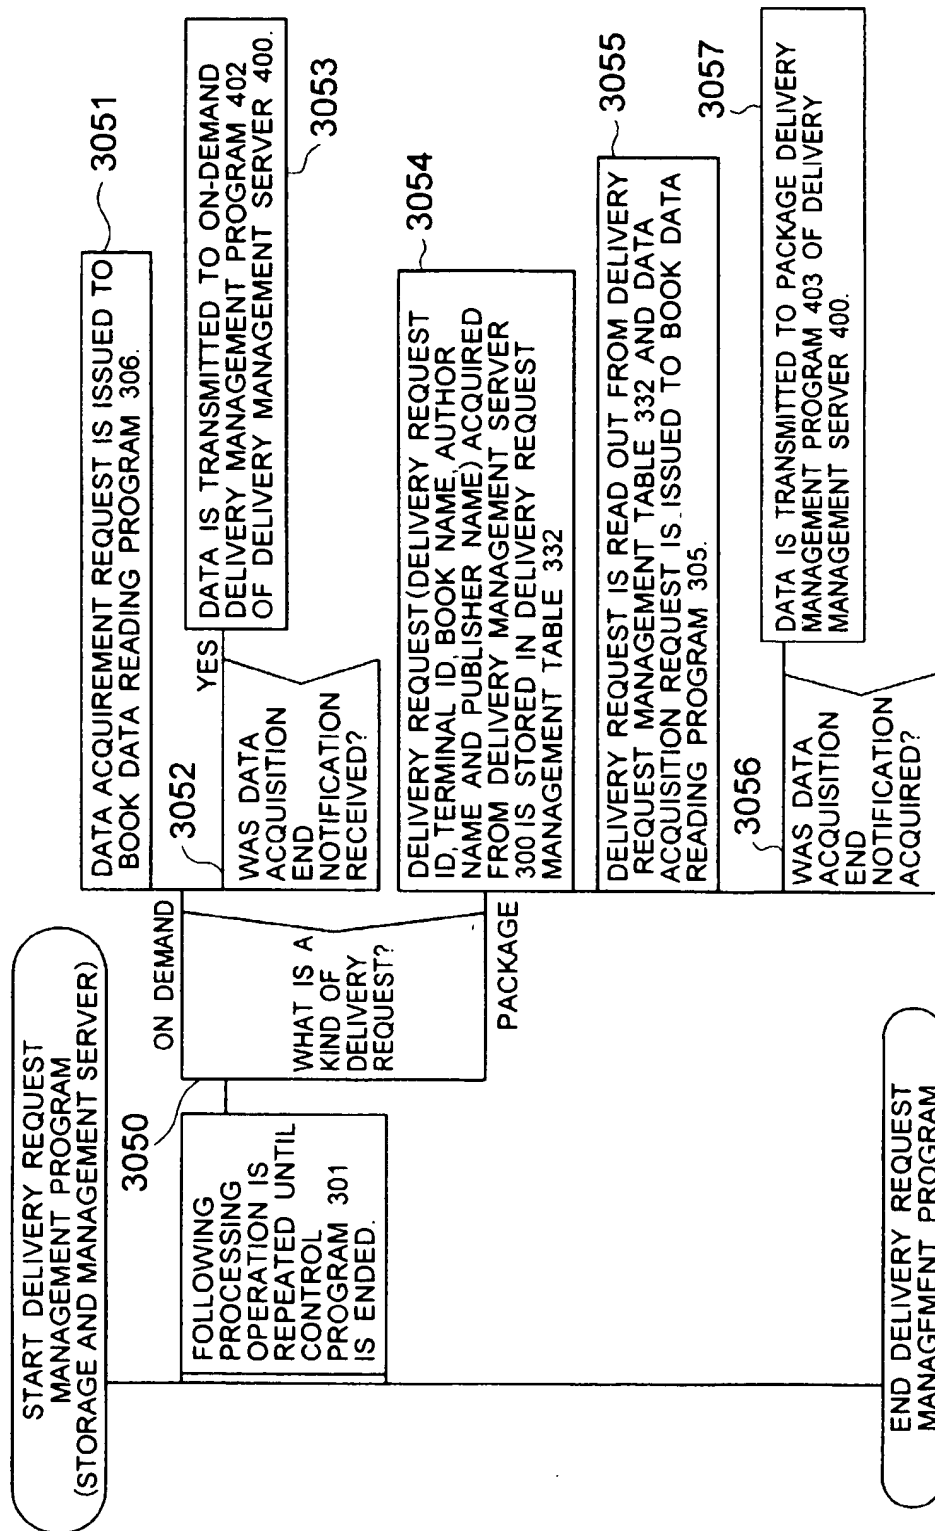 START DELIVERY REQUEST
MANAGEMENT PROGRAM
(STORAGE AND MANAGEMENT SERVER)
FOLLOWING
PROCESSING
OPERATION IS
REPEATED UNTIL
CONTROL
PROGRAM 301
IS ENDED.
3050
WHAT IS A
KIND OF
DELIVERY
REQUEST?
ON DEMAND
DATA ACQUIREMENT REQUEST IS ISSUED TO
BOOK DATA READING PROGRAM 306.
3051
3052
WAS DATA
ACQUISITION
END
NOTIFICATION
RECEIVED?
YES
DATA IS TRANSMITTED TO ON-DEMAND
DELIVERY MANAGEMENT PROGRAM 402
OF DELIVERY MANAGEMENT SERVER 400.
3053
PACKAGE
DELIVERY REQUEST (DELIVERY REQUEST
ID, TERMINAL ID, BOOK NAME, AUTHOR
NAME AND PUBLISHER NAME) ACQUIRED
FROM DELIVERY MANAGEMENT SERVER
300 IS STORED IN DELIVERY REQUEST
MANAGEMENT TABLE 332
3054
DELIVERY REQUEST IS READ OUT FROM DELIVERY
REQUEST MANAGEMENT TABLE 332 AND DATA
ACQUISITION REQUEST IS ISSUED TO BOOK DATA
READING PROGRAM 305.
3055
3056
WAS DATA
ACQUISITION
END
NOTIFICATION
ACQUIRED?
DATA IS TRANSMITTED TO PACKAGE DELIVERY
MANAGEMENT PROGRAM 403 OF DELIVERY
MANAGEMENT SERVER 400.
3057
END DELIVERY REQUEST
MANAGEMENT PROGRAM